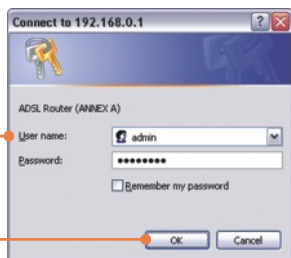 Connect to 192.168.0.1
ADSL Router (ANNEX A)
User name:
admin
Password:
••••••••
Remember my password
OK
Cancel